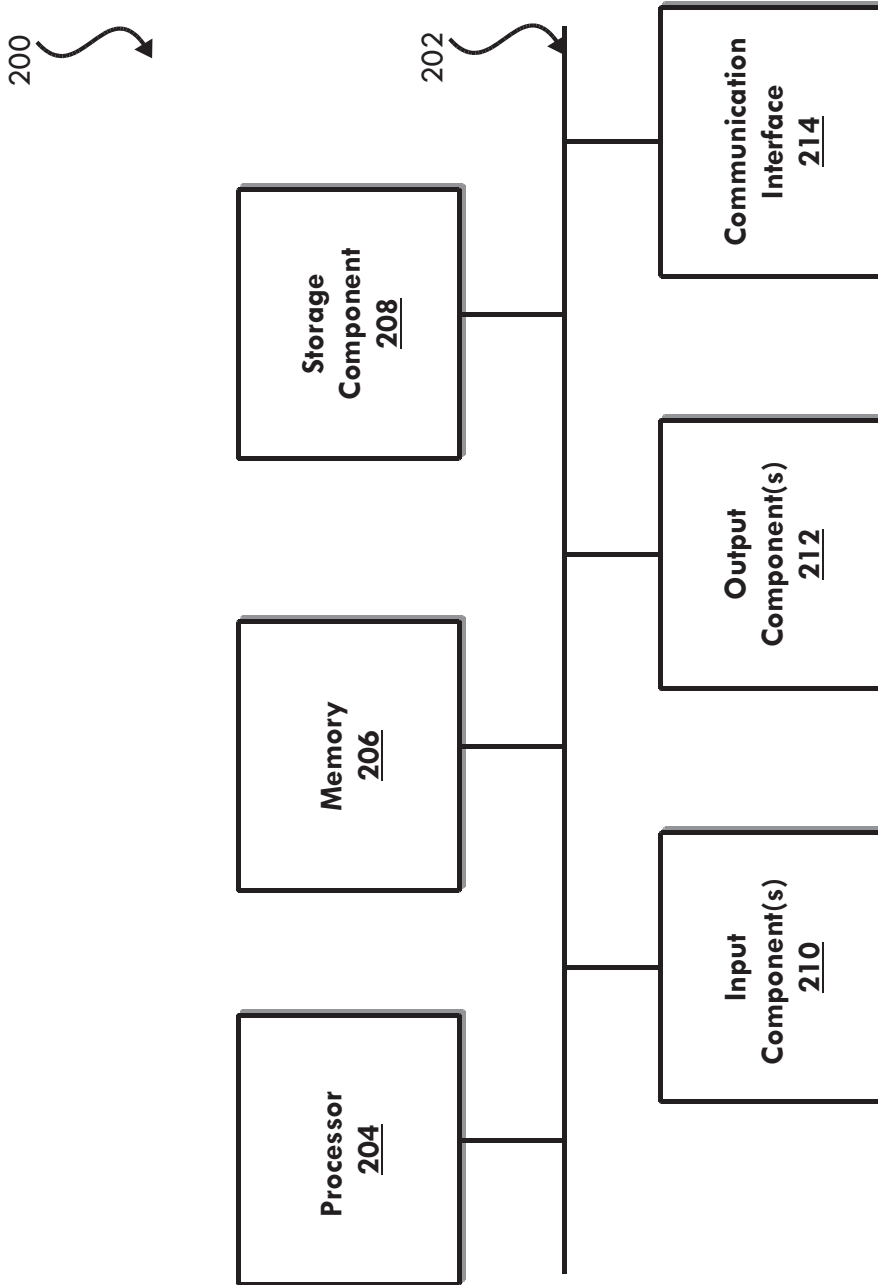 200
202
Processor
204
Memory
206
Storage
Component
208
Input
Component(s)
210
Output
Component(s)
212
Communication
Interface
214